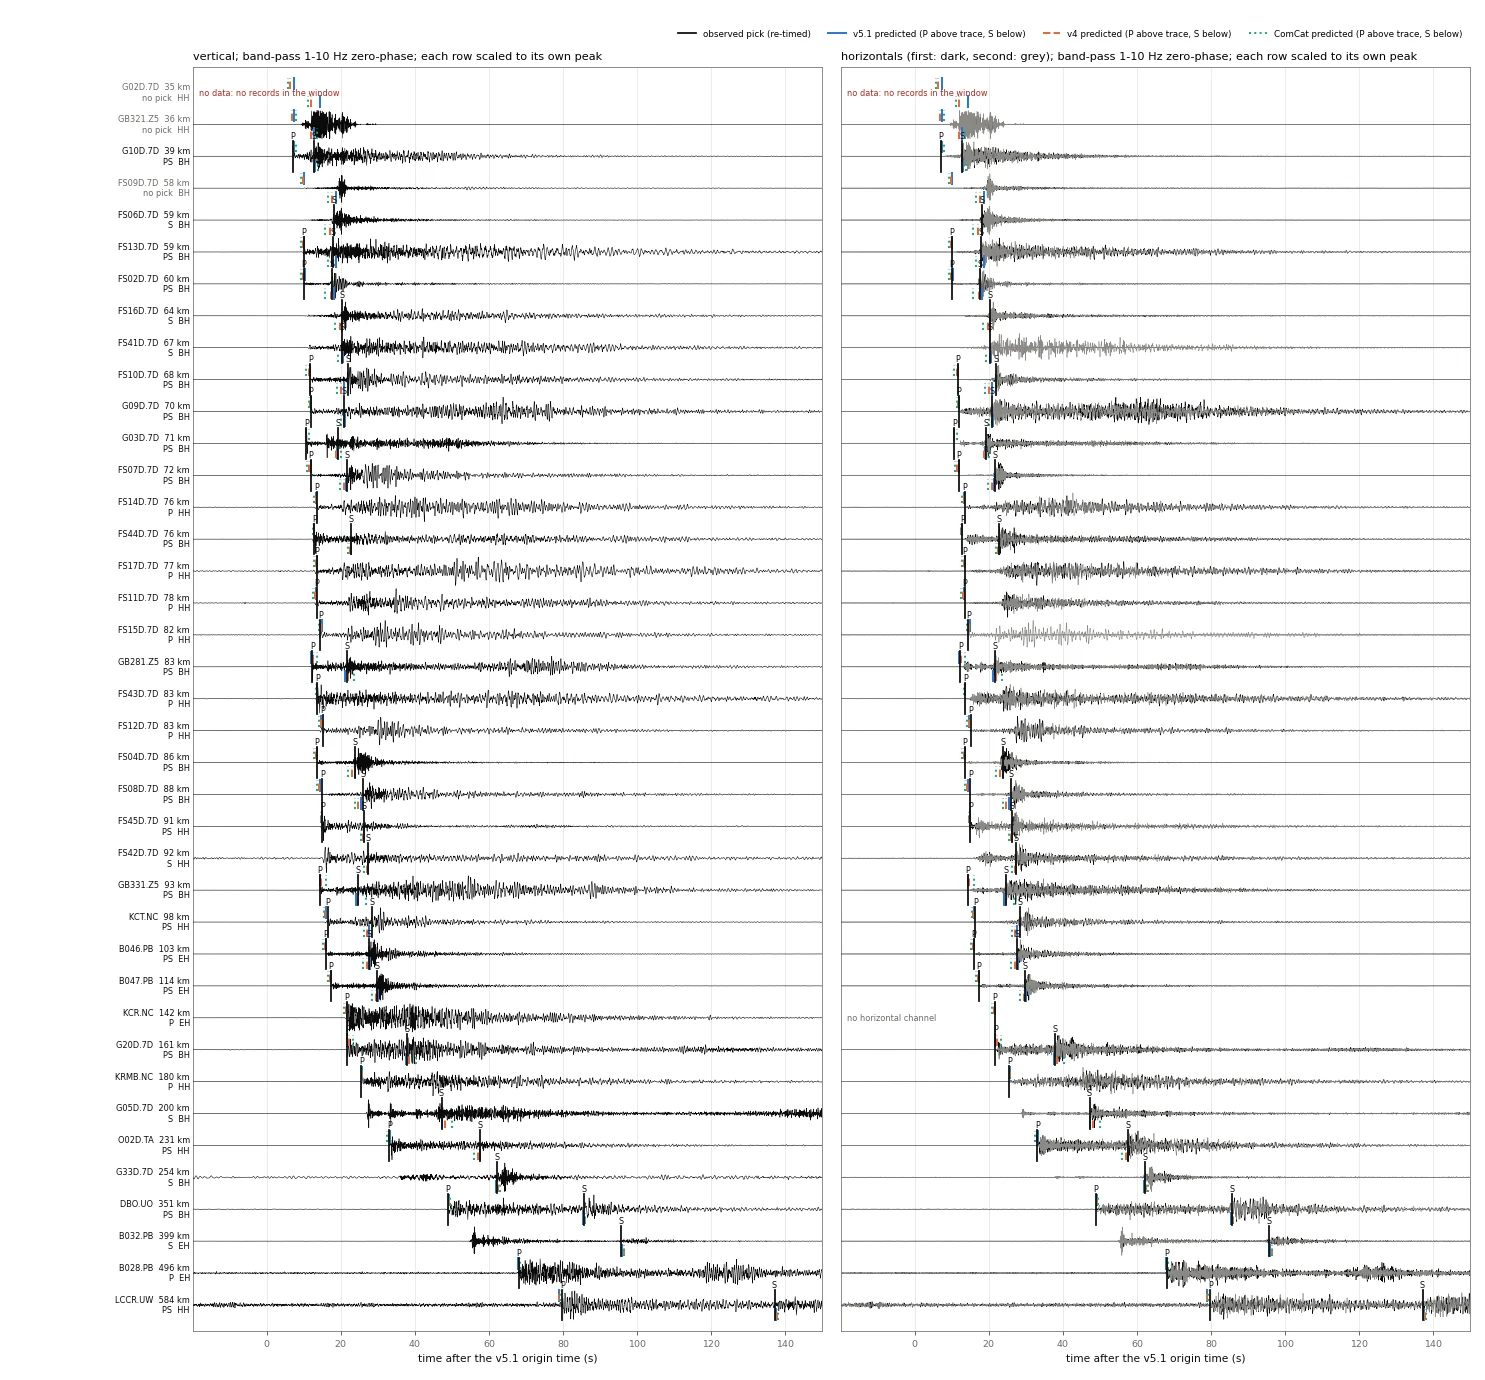 observed pick (re-timed)
v5.1 predicted (P above trace, S below)
v4 predicted (P above trace, S below)
ComCat predicted (P above trace, S below)
vertical; band-pass 1-10 Hz zero-phase; each row scaled to its own peak
horizontals (first: dark, second: grey); band-pass 1-10 Hz zero-phase; each row scaled to its own peak
G02D.7D 35 km
no pick HH
no data: no records in the window
no data: no records in the window
GB321.Z5 36 km
no pick HH
G10D.7D 39 km
PS BH
FS09D.7D 58 km
no pick BH
FS06D.7D 59 km
S BH
FS13D.7D 59 km
PS BH
FS02D.7D 60 km
PS BH
FS16D.7D 64 km
S BH
FS41D.7D 67 km
S BH
FS10D.7D 68 km
PS BH
G09D.7D 70 km
PS BH
G03D.7D 71 km
PS BH
FS07D.7D 72 km
PS BH
FS14D.7D 76 km
P HH
FS44D.7D 76 km
PS BH
FS17D.7D 77 km
P HH
FS11D.7D 78 km
P HH
FS15D.7D 82 km
P HH
GB281.Z5 83 km
PS BH
FS43D.7D 83 km
P HH
FS12D.7D 83 km
P HH
FS04D.7D 86 km
PS BH
FS08D.7D 88 km
PS BH
FS45D.7D 91 km
PS HH
FS42D.7D 92 km
S HH
GB331.Z5 93 km
PS BH
KCT.NC 98 km
PS HH
B046.PB 103 km
PS EH
B047.PB 114 km
PS EH
KCR.NC 142 km
P EH
no horizontal channel
G20D.7D 161 km
PS BH
KRMB.NC 180 km
P HH
G05D.7D 200 km
S BH
O02D.TA 231 km
PS HH
G33D.7D 254 km
S BH
DBO.UO 351 km
PS BH
B032.PB 399 km
S EH
B028.PB 496 km
P EH
LCCR.UW 584 km
PS HH
0 20 40 60 80 100 120 140
0 20 40 60 80 100 120 140
time after the v5.1 origin time (s)
time after the v5.1 origin time (s)